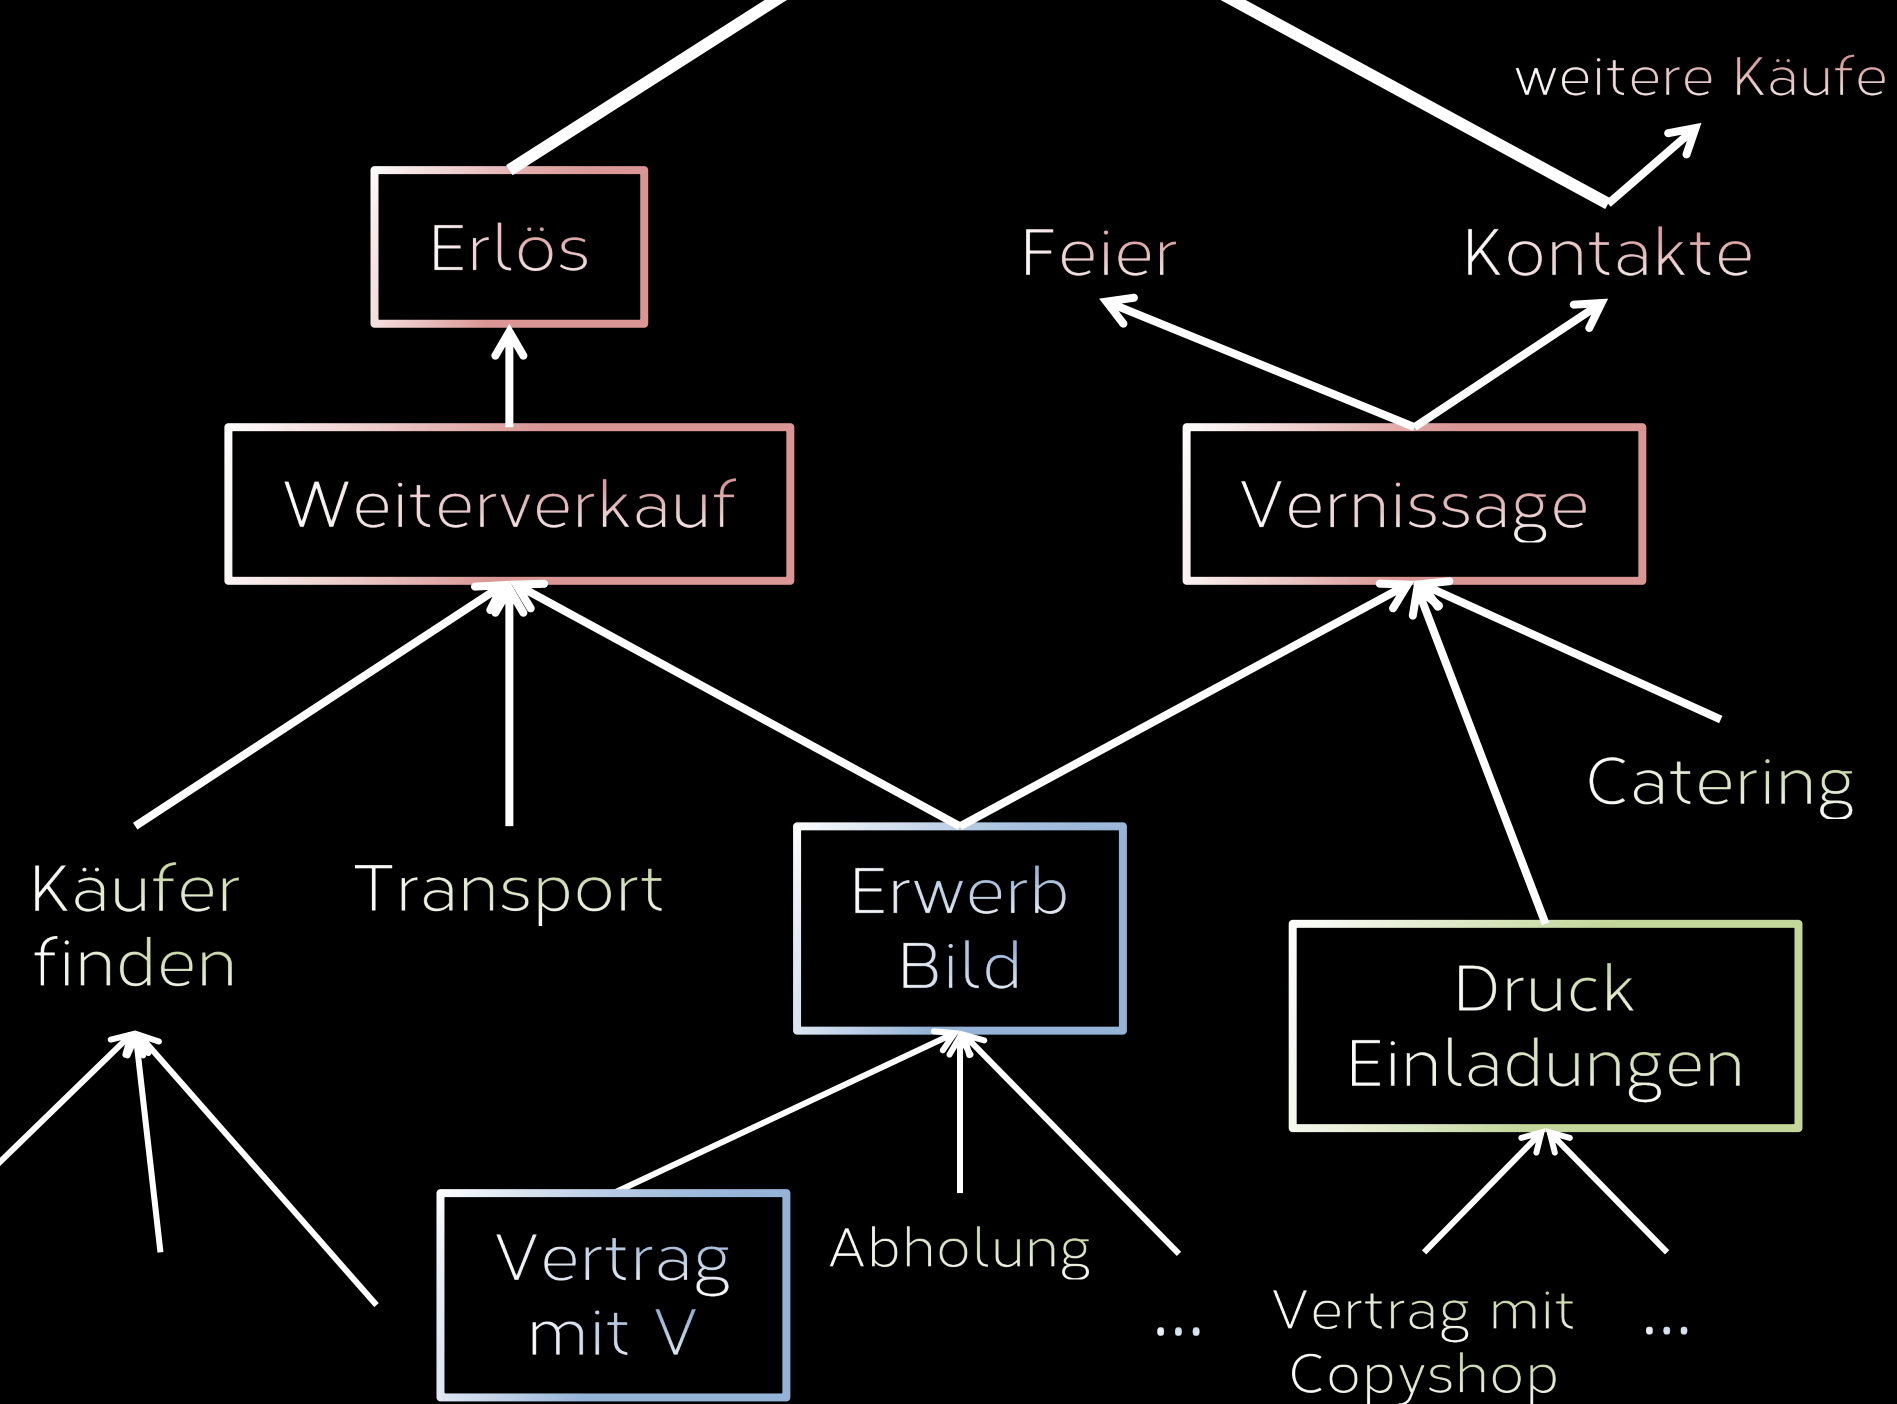 weitere Käufe
Erlös
Feier
Kontakte
Weiterverkauf
Vernissage
Catering
Käufer
finden
Transport
Erwerb
Bild
Druck
Einladungen
Vertrag
mit V
Abholung
...
Vertrag mit
Copyshop
...